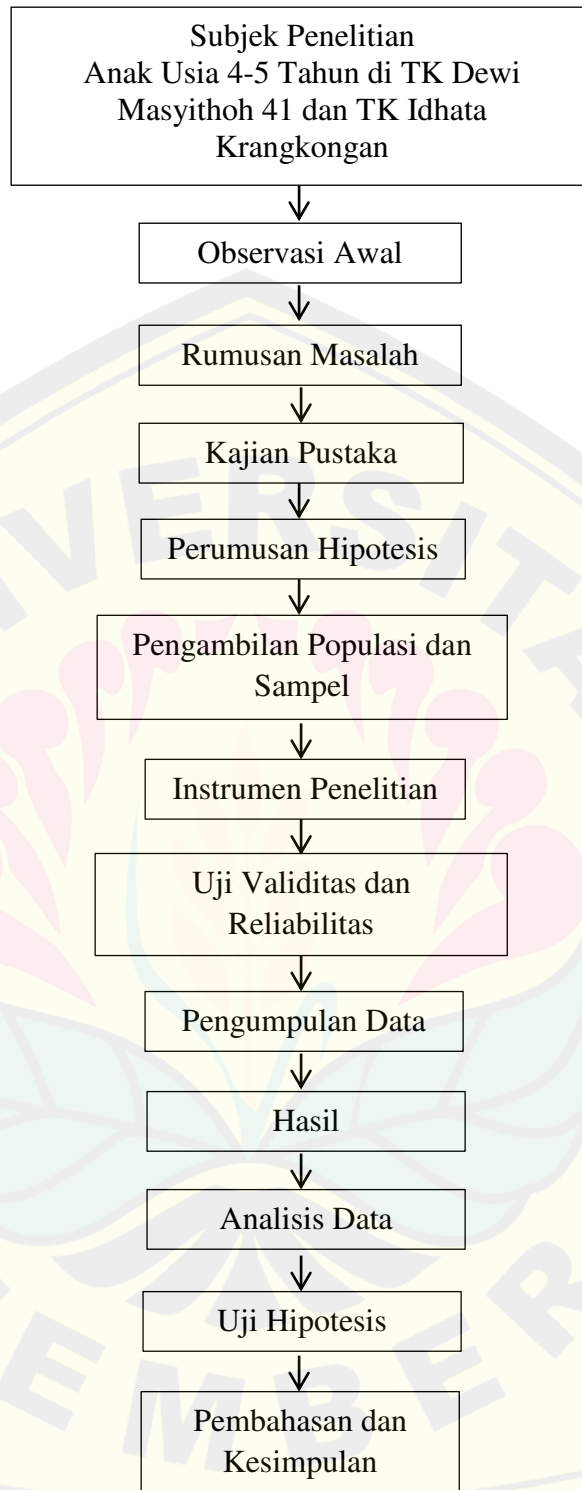 Subjek Penelitian
Anak Usia 4-5 Tahun di TK Dewi
Masyithoh 41 dan TK Idhata
Krangkongan
Observasi Awal
Rumusan Masalah
Kajian Pustaka
Perumusan Hipotesis
Pengambilan Populasi dan
Sampel
Instrumen Penelitian
Uji Validitas dan
Reliabilitas
Pengumpulan Data
Hasil
Analisis Data
Uji Hipotesis
Pembahasan dan
Kesimpulan